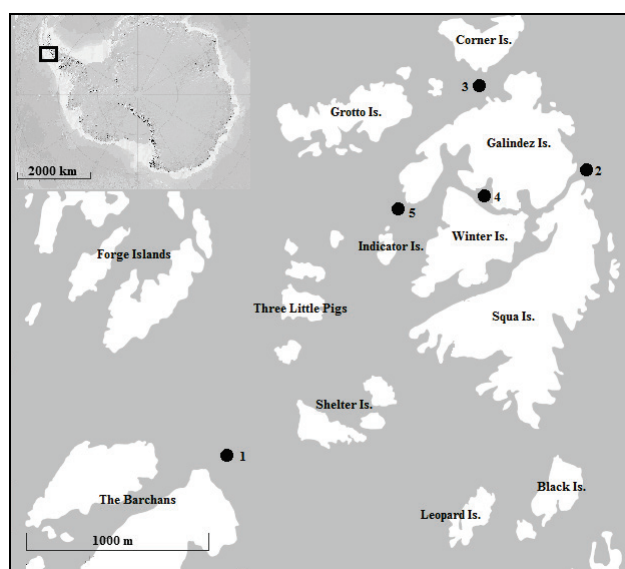 Corner Is.
3
Grotto Is.
Galindez Is.
2000 km
2
4
5
Winter Is.
Indicator Is.
Forge Islands
Three Little Pigs
Squa Is.
Shelter Is.
1
The Barchans
Black Is.
Leopard Is.
1000 m